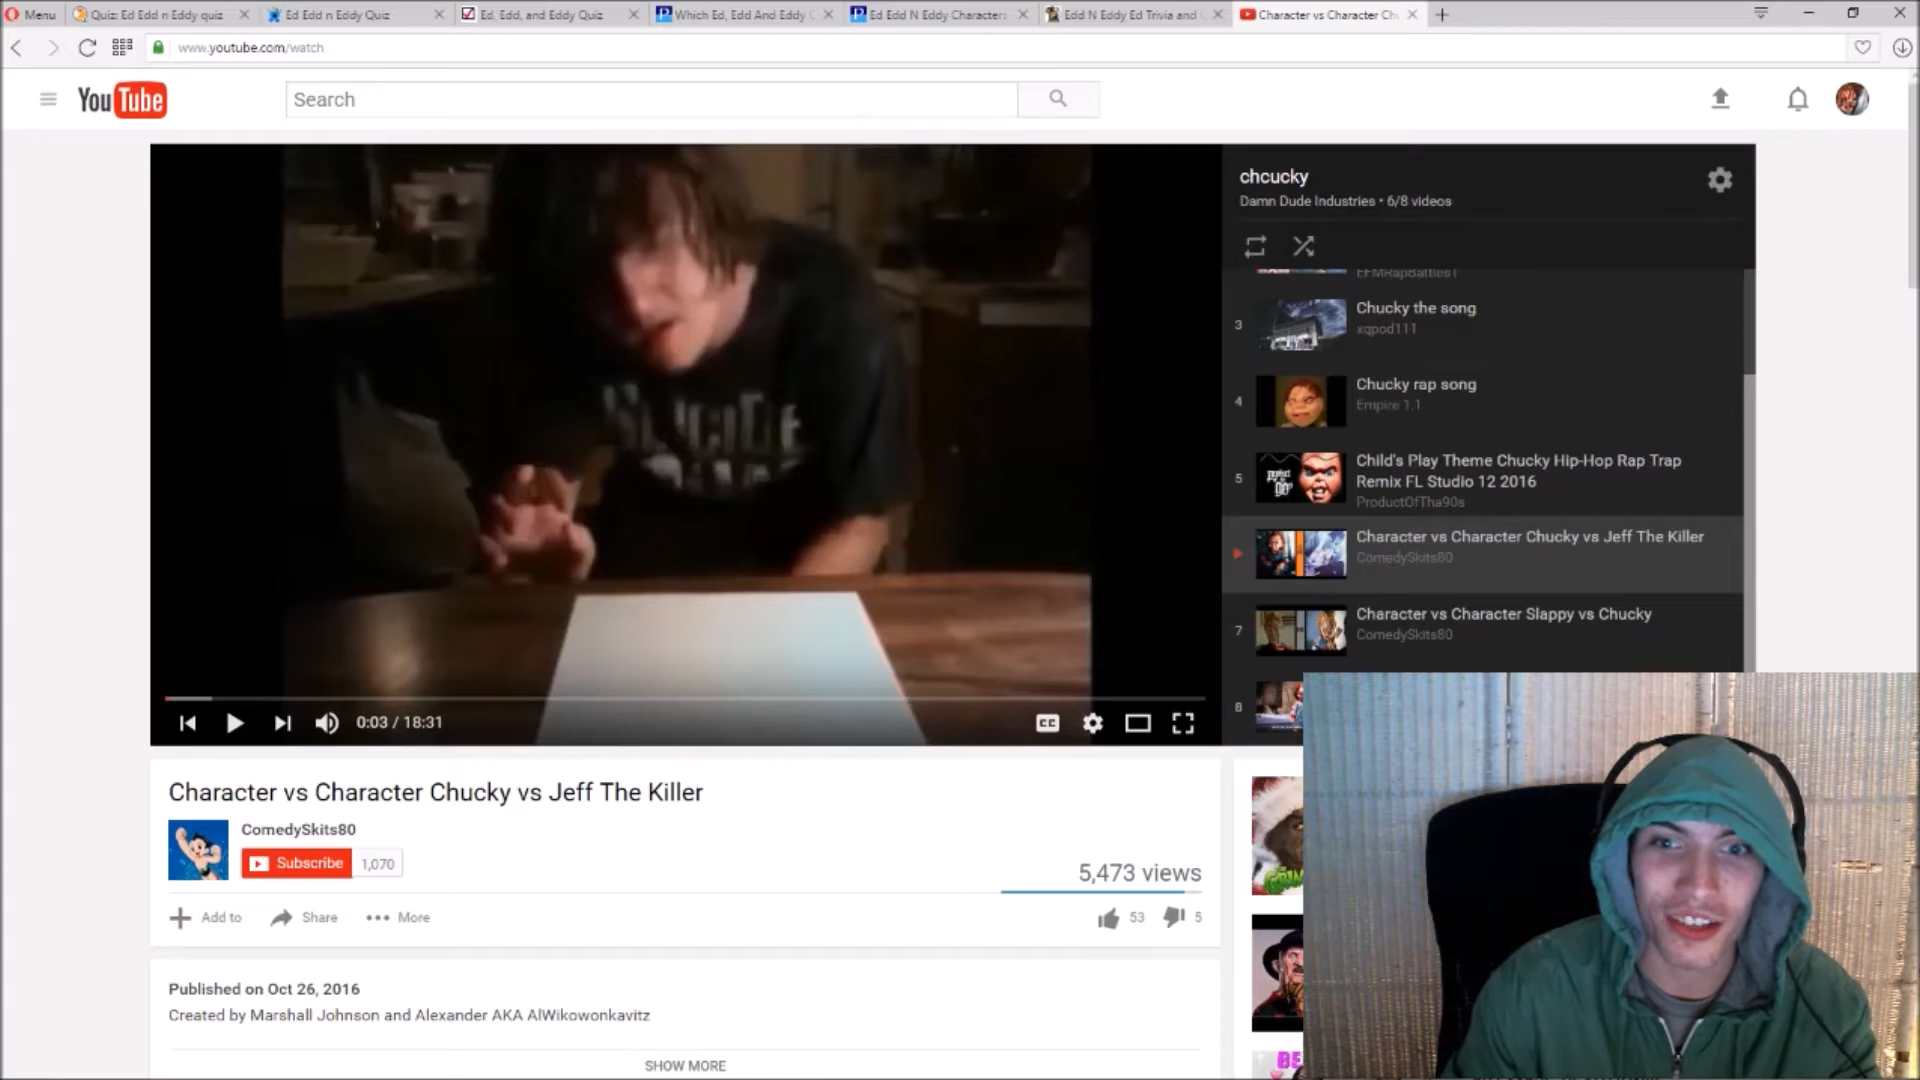 Menu
Quiz: Ed Edd n Eddy quiz
Ed Edd n Eddy Quiz
Ed, Edd, and Eddy Quiz
Which Ed, Edd And Eddy
Ed Edd N Eddy Characters
Edd N Eddy Ed Trivia and
Character vs Character Ch
www.youtube.com/watch
YouTube
Search
chcucky
Damn Dude Industries • 6/8 videos
EFMRapBattles1
3
Chucky the song
xqpod111
4
Chucky rap song
Empire 1.1
5
Child's Play Theme Chucky Hip-Hop Rap Trap
Remix FL Studio 12 2016
ProductOfTha90s
Character vs Character Chucky vs Jeff The Killer
ComedySkits80
7
Character vs Character Slappy vs Chucky
ComedySkits80
8
0:03 / 18:31
CC
Character vs Character Chucky vs Jeff The Killer
ComedySkits80
Subscribe
1,070
5,473 views
Add to
Share
More
53
5
Published on Oct 26, 2016
Created by Marshall Johnson and Alexander AKA AlWikowonkavitz
SHOW MORE